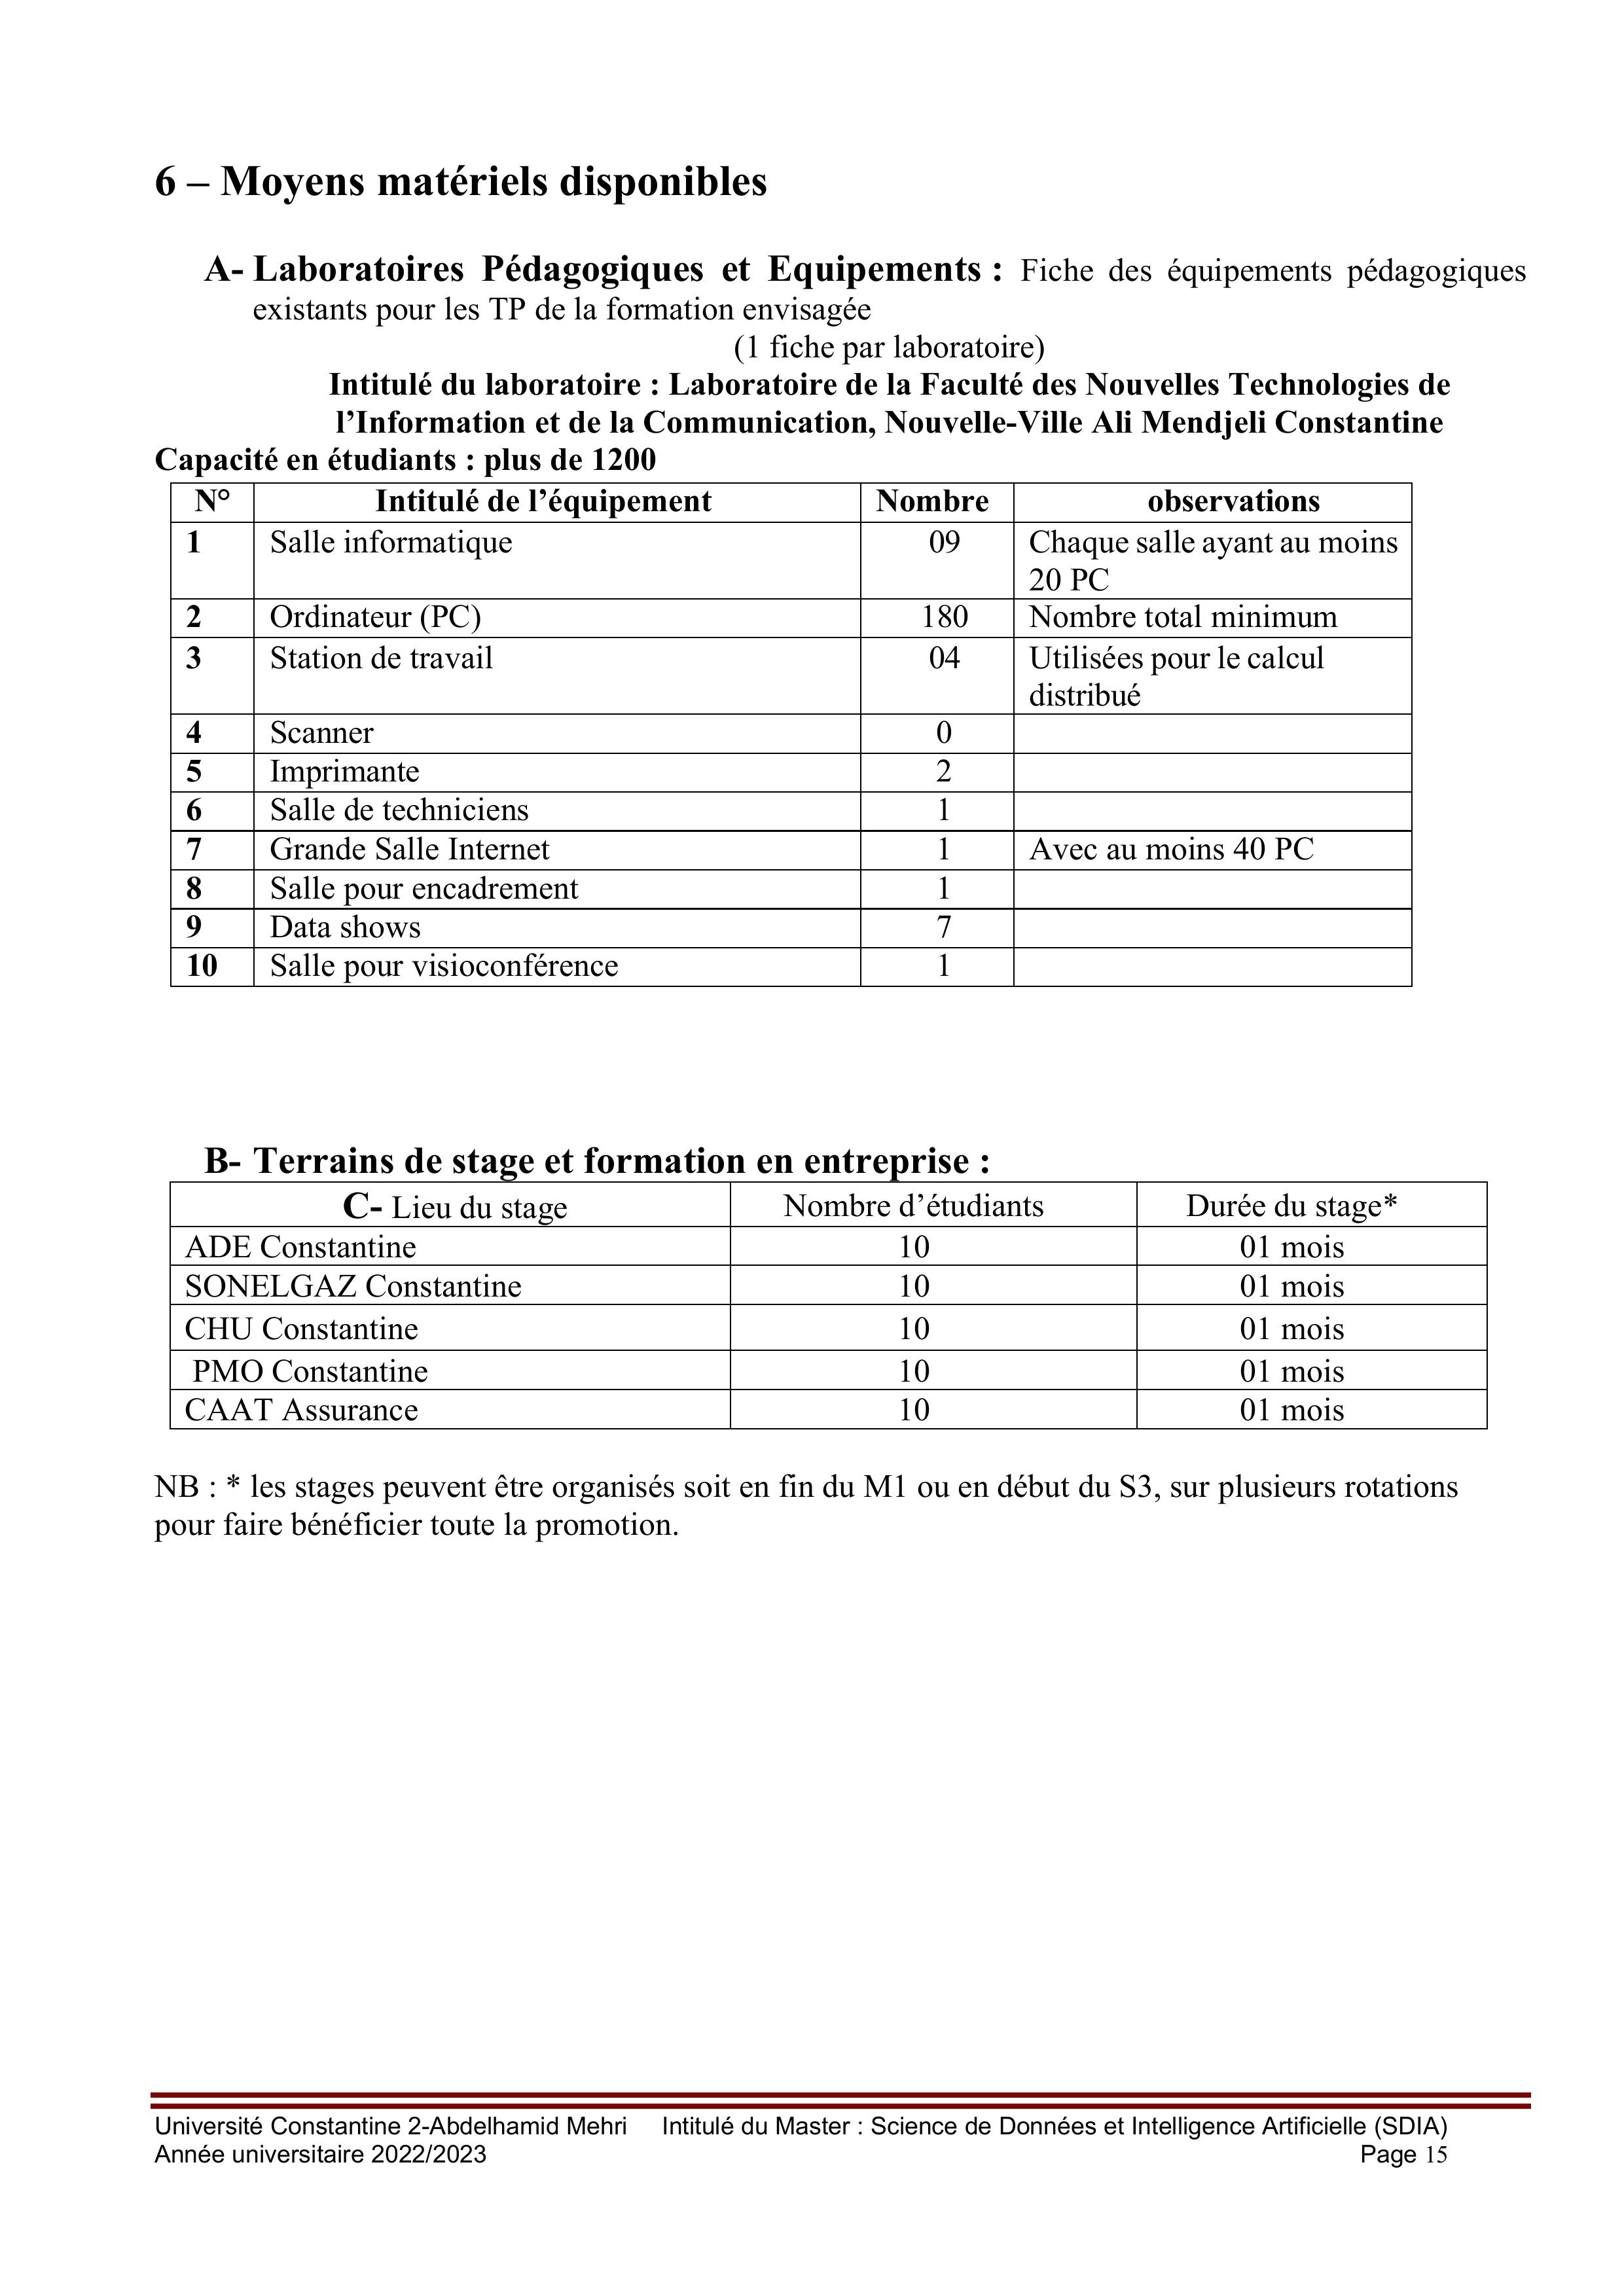 6 – Moyens matériels disponibles
A- Laboratoires Pédagogiques et Equipements : Fiche des équipements pédagogiques
existants pour les TP de la formation envisagée
(1 fiche par laboratoire)
Intitulé du laboratoire : Laboratoire de la Faculté des Nouvelles Technologies de
l’Information et de la Communication, Nouvelle-Ville Ali Mendjeli Constantine
Capacité en étudiants : plus de 1200
N° Intitulé de l’équipement Nombre observations
1 Salle informatique 09 Chaque salle ayant au moins
20 PC
2 Ordinateur (PC) 180 Nombre total minimum
3 Station de travail 04 Utilisées pour le calcul
distribué
4 Scanner 0
5 Imprimante 2
6 Salle de techniciens 1
7 Grande Salle Internet 1 Avec au moins 40 PC
8 Salle pour encadrement 1
9 Data shows 7
10 Salle pour visioconférence 1
B- Terrains de stage et formation en entreprise :
C- Lieu du stage Nombre d’étudiants Durée du stage*
ADE Constantine 10 01 mois
SONELGAZ Constantine 10 01 mois
CHU Constantine 10 01 mois
PMO Constantine 10 01 mois
CAAT Assurance 10 01 mois
NB : * les stages peuvent être organisés soit en fin du M1 ou en début du S3, sur plusieurs rotations
pour faire bénéficier toute la promotion.
Université Constantine 2-Abdelhamid Mehri Intitulé du Master : Science de Données et Intelligence Artificielle (SDIA)
Année universitaire 2022/2023 Page 15